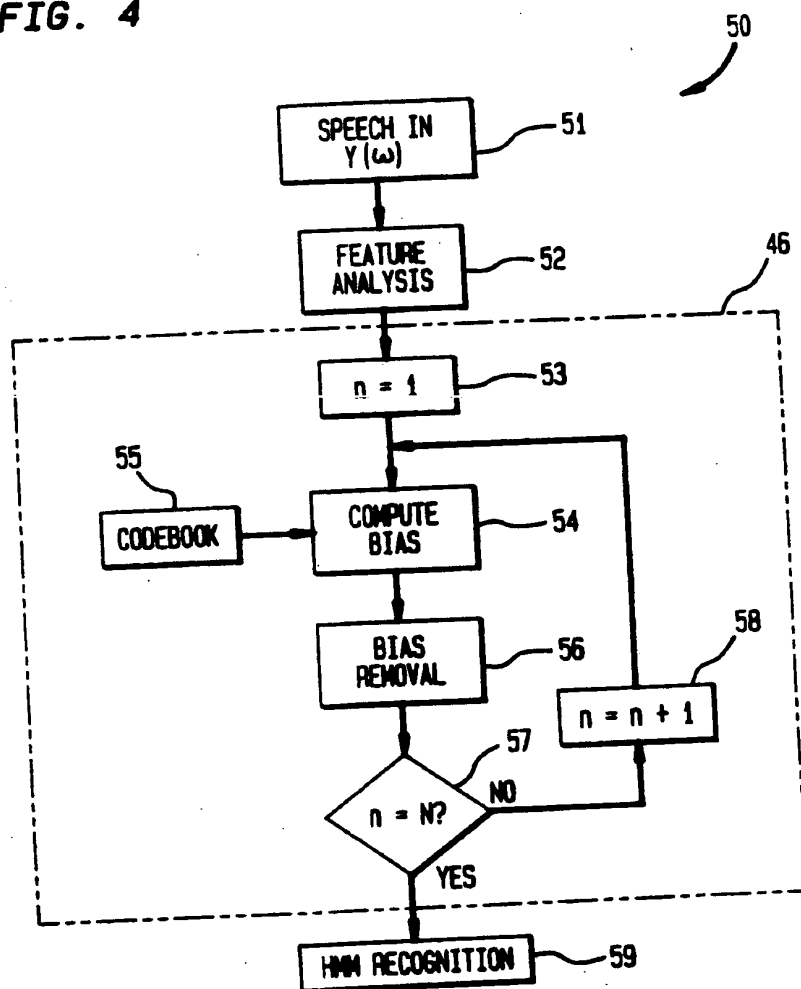 FIG. 4
50
SPEECH IN
Y(ω)
51
FEATURE
ANALYSIS
52
46
n = 1
53
55
CODEBOOK
COMPUTE
BIAS
54
BIAS
REMOVAL
56
58
n = n + 1
57
n = N?
NO
YES
HMM RECOGNITION
59